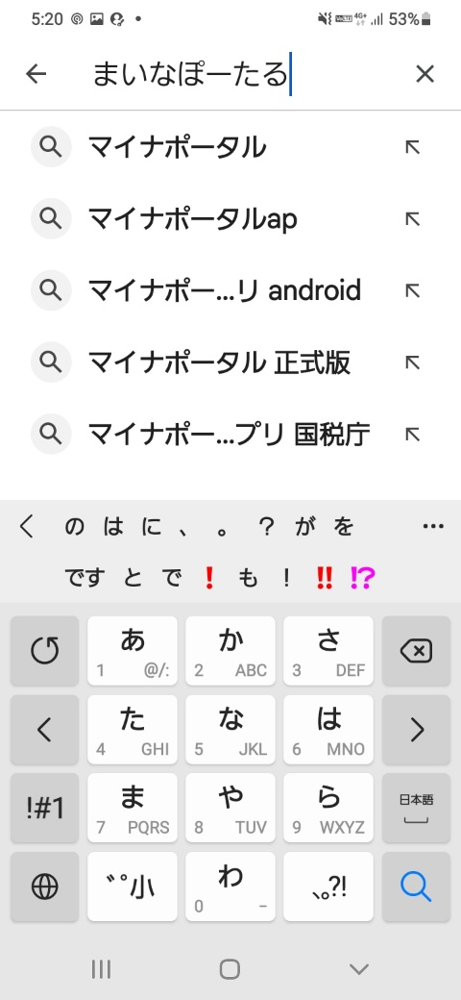 5:20 4G+ 53%
まいなぽーたる
マイナポータル
マイナポータルap
マイナポー...リ android
マイナポータル 正式版
マイナポー...プリ 国税庁
の は に 、 。 ? が を
です と で ! も ! !! !?
あ か さ
1 @/: 2 ABC 3 DEF
た な は
4 GHI 5 JKL 6 MNO
ま や ら 日本語
!#1 7 PQRS 8 TUV 9 WXYZ
゛゜小 わ 、。?!
0 –